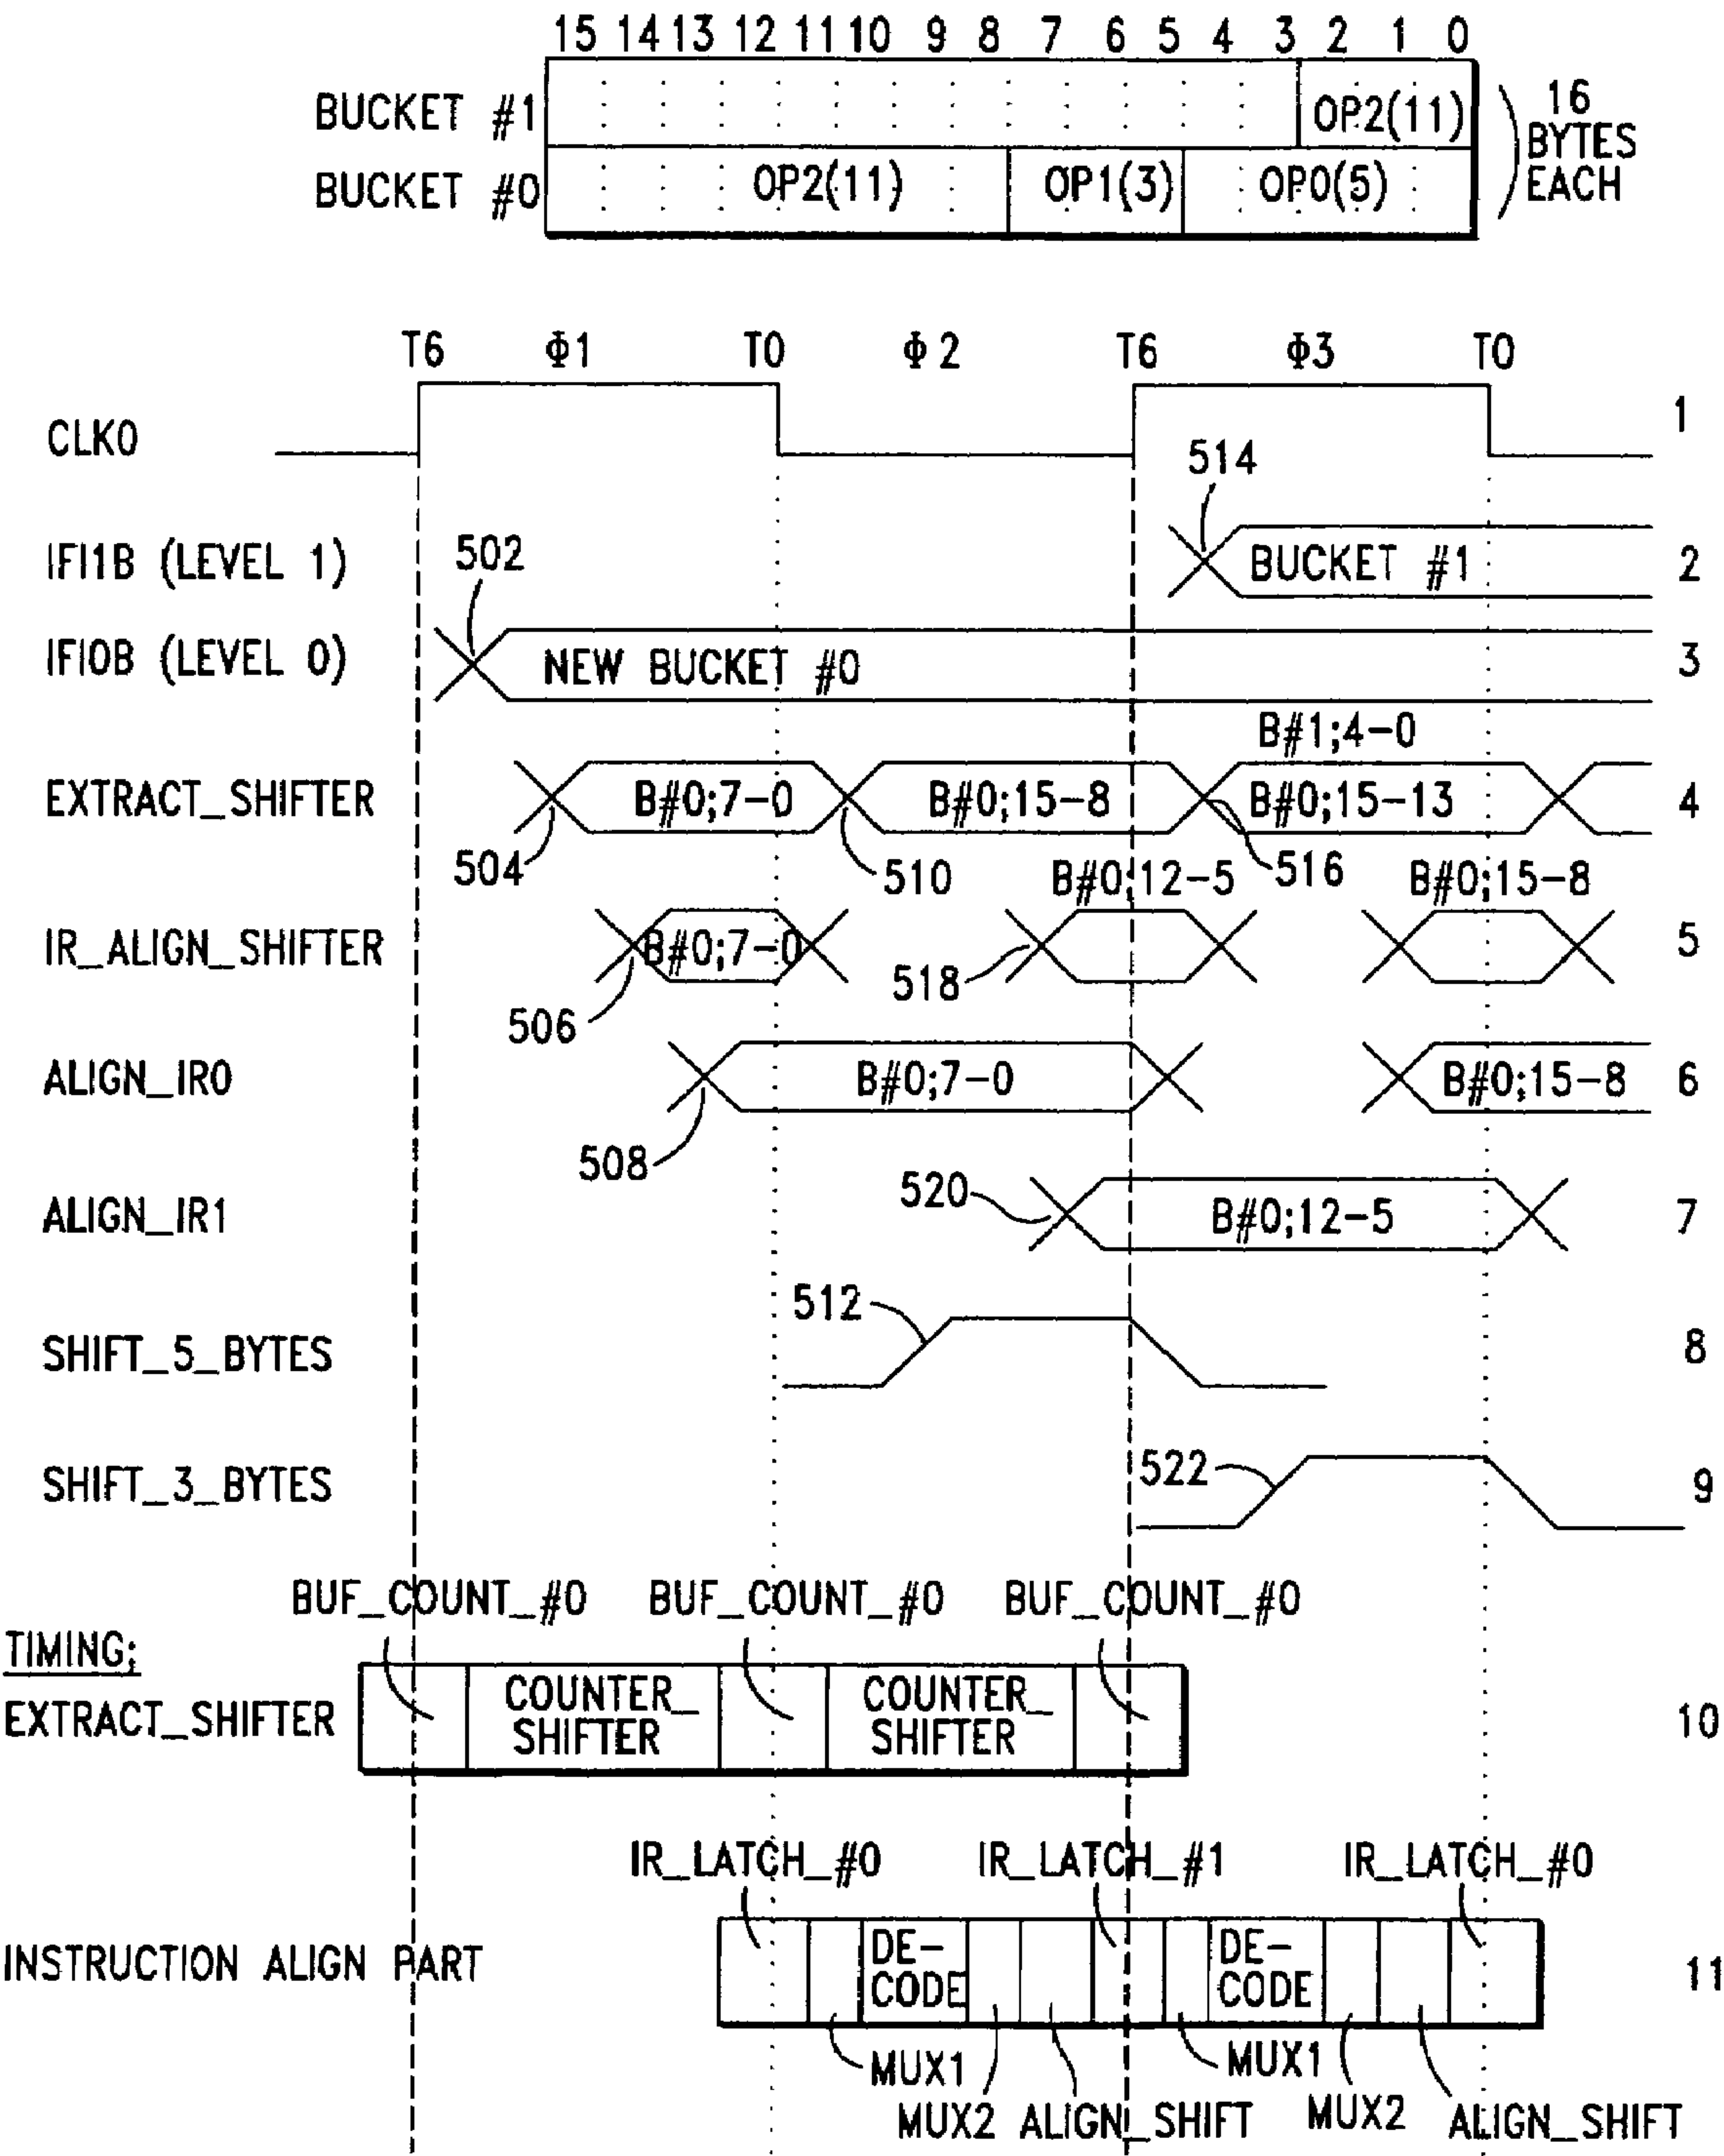 15 14 13 12 11 10 9 8 7 6 5 4 3 2 1 0
BUCKET #1 OP2(11)
BUCKET #0 OP2(11) OP1(3) OP0(5)
16
BYTES
EACH
T6 Φ1 T0 Φ2 T6 Φ3 T0
CLK0 1
514
IFI1B (LEVEL 1) 502 BUCKET #1 2
IFI0B (LEVEL 0) NEW BUCKET #0 3
B#1;4-0
EXTRACT_SHIFTER B#0;7-0 B#0;15-8 B#0;15-13 4
504 510 516
B#0;12-5 B#0;15-8
IR_ALIGN_SHIFTER B#0;7-0 5
518
506
ALIGN_IR0 B#0;7-0 B#0;15-8 6
508
520
ALIGN_IR1 B#0;12-5 7
512
SHIFT_5_BYTES 8
522
SHIFT_3_BYTES 9
BUF_COUNT_#0 BUF_COUNT_#0 BUF_COUNT_#0
TIMING;
EXTRACT_SHIFTER COUNTER_ SHIFTER COUNTER_ SHIFTER 10
IR_LATCH_#0 IR_LATCH_#1 IR_LATCH_#0
INSTRUCTION ALIGN PART DE- CODE DE- CODE 11
MUX1 MUX1
MUX2 ALIGN_SHIFT MUX2 ALIGN_SHIFT